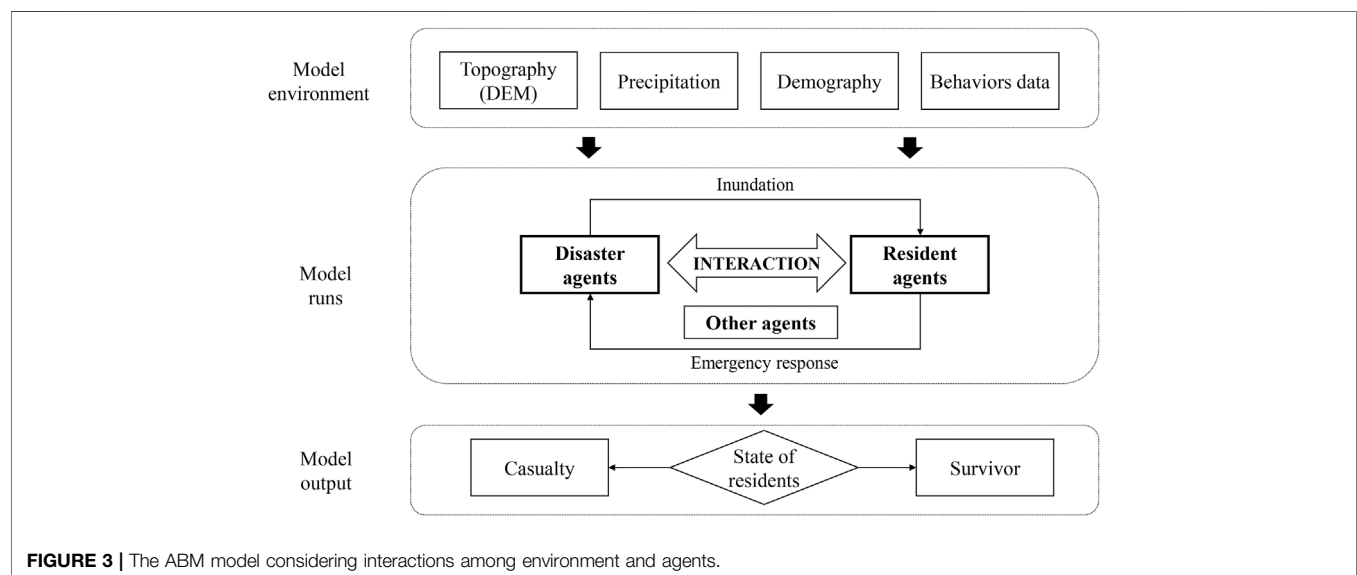 Model
environment
Topography
(DEM)
Precipitation
Demography
Behaviors data
Model
runs
Inundation
Disaster
agents
INTERACTION
Resident
agents
Other agents
Emergency response
Model
output
Casualty
State of
residents
Survivor
FIGURE 3 | The ABM model considering interactions among environment and agents.